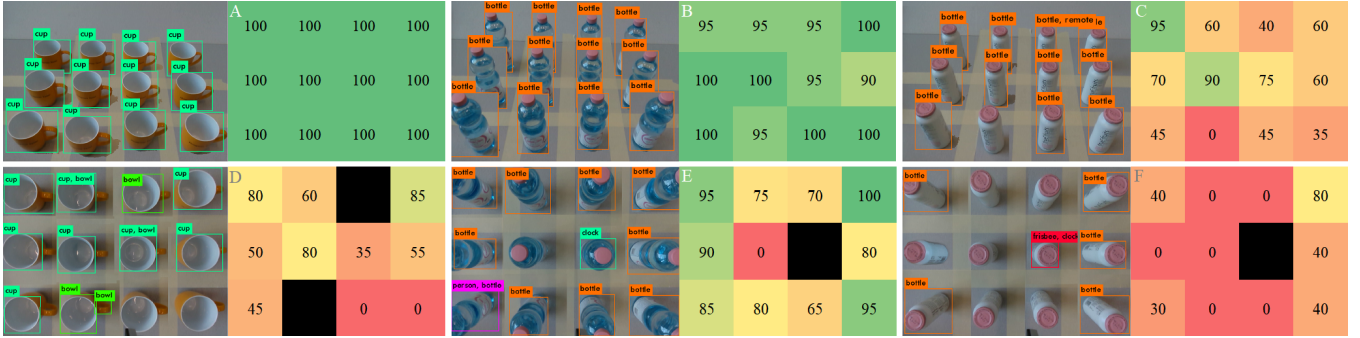 cup cup cup cup
cup cup cup cup
cup cup cup cup
A
100 100 100 100
100 100 100 100
100 100 100 100
bottle bottle bottle bottle
bottle bottle bottle bottle
bottle bottle bottle bottle
B
95 95 95 100
100 100 95 90
100 95 100 100
bottle bottle bottle, remote
bottle bottle bottle bottle
bottle bottle bottle bottle
C
95 60 40 60
70 90 75 60
45 0 45 35
cup cup, bowl bowl cup
cup cup, bowl cup
cup bowl bowl
D
80 60 85
50 80 35 55
45 0 0
bottle bottle bottle bottle
bottle clock bottle
person, bottle bottle bottle bottle
E
95 75 70 100
90 0 80
85 80 65 95
bottle bottle
frisbee, clock bottle
bottle bottle
F
40 0 0 80
0 0 40
30 0 0 40